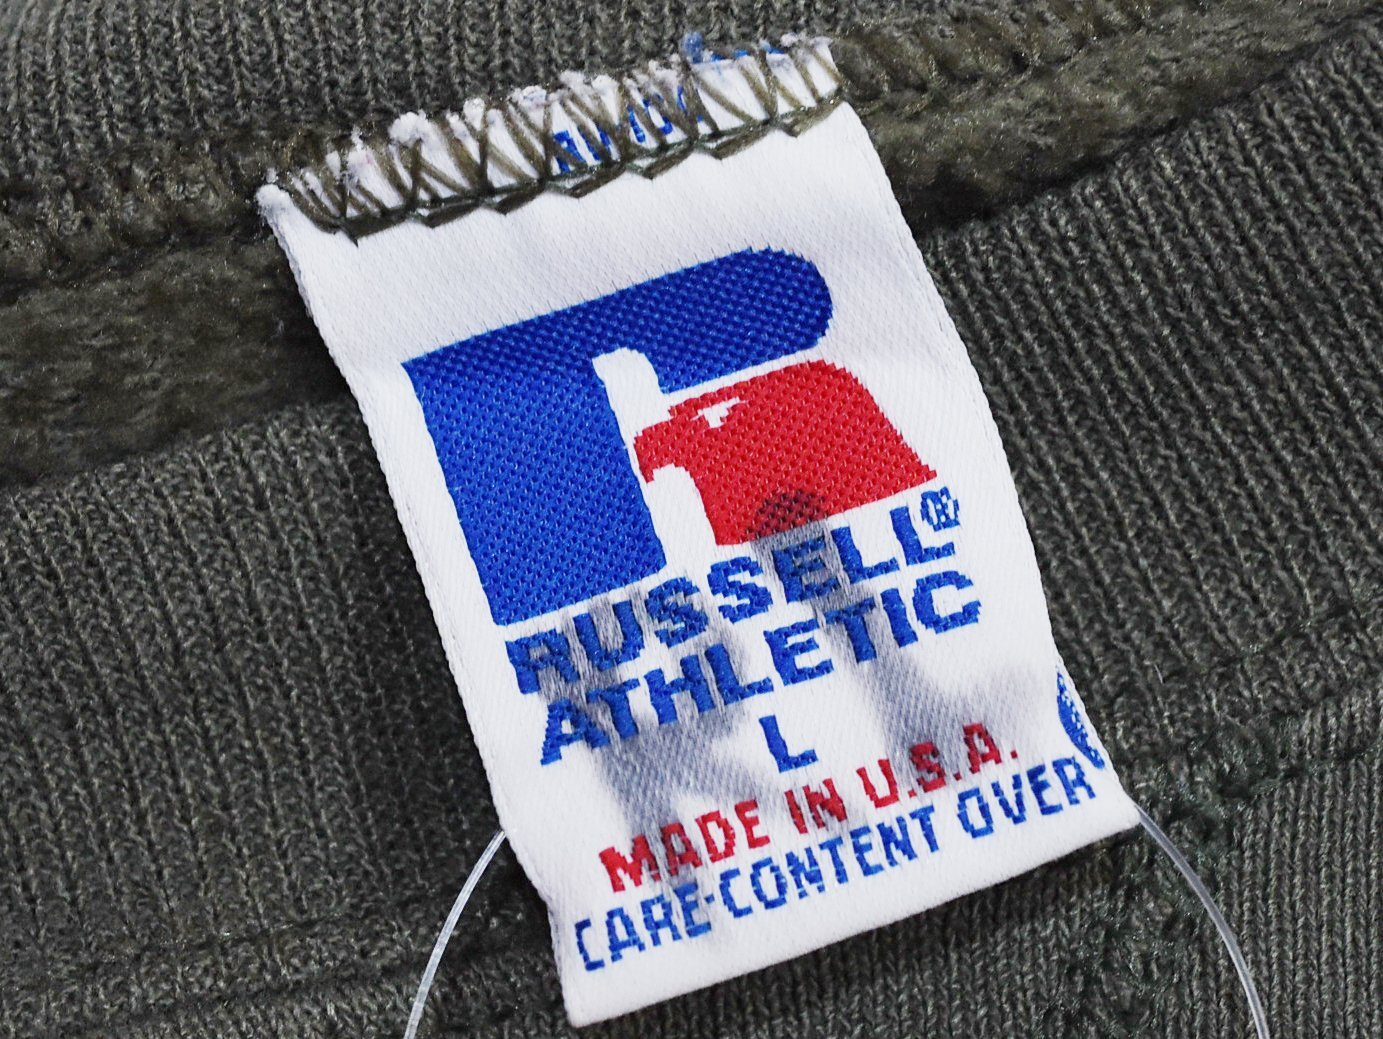 RUSSELL®
ATHLETIC
L
MADE IN U.S.A.
CARE-CONTENT OVER